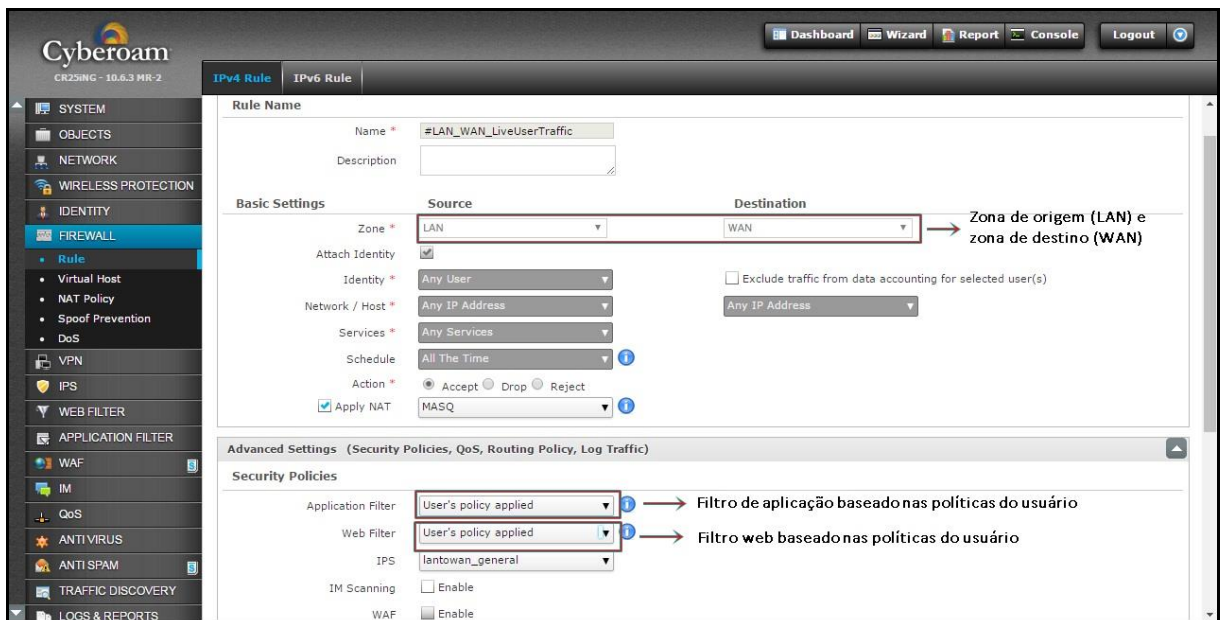 Cyberoam
CR25iNG - 10.6.3 MR-2
Dashboard Wizard Report Console Logout
IPv4 Rule IPv6 Rule
SYSTEM
OBJECTS
NETWORK
WIRELESS PROTECTION
IDENTITY
FIREWALL
• Rule
• Virtual Host
• NAT Policy
• Spoof Prevention
• DoS
VPN
IPS
WEB FILTER
APPLICATION FILTER
WAF S
IM
QoS
ANTI VIRUS
ANTI SPAM S
TRAFFIC DISCOVERY
LOGS & REPORTS
Rule Name
Name * #LAN_WAN_LiveUserTraffic
Description
Basic Settings Source Destination
Zone * LAN WAN
Zona de origem (LAN) e
zona de destino (WAN)
Attach Identity
Identity * Any User Exclude traffic from data accounting for selected user(s)
Network / Host * Any IP Address Any IP Address
Services * Any Services
Schedule All The Time
Action * Accept Drop Reject
Apply NAT MASQ
Advanced Settings (Security Policies, QoS, Routing Policy, Log Traffic)
Security Policies
Application Filter User's policy applied Filtro de aplicação baseado nas políticas do usuário
Web Filter User's policy applied Filtro web baseado nas políticas do usuário
IPS lantowan_general
IM Scanning Enable
WAF Enable